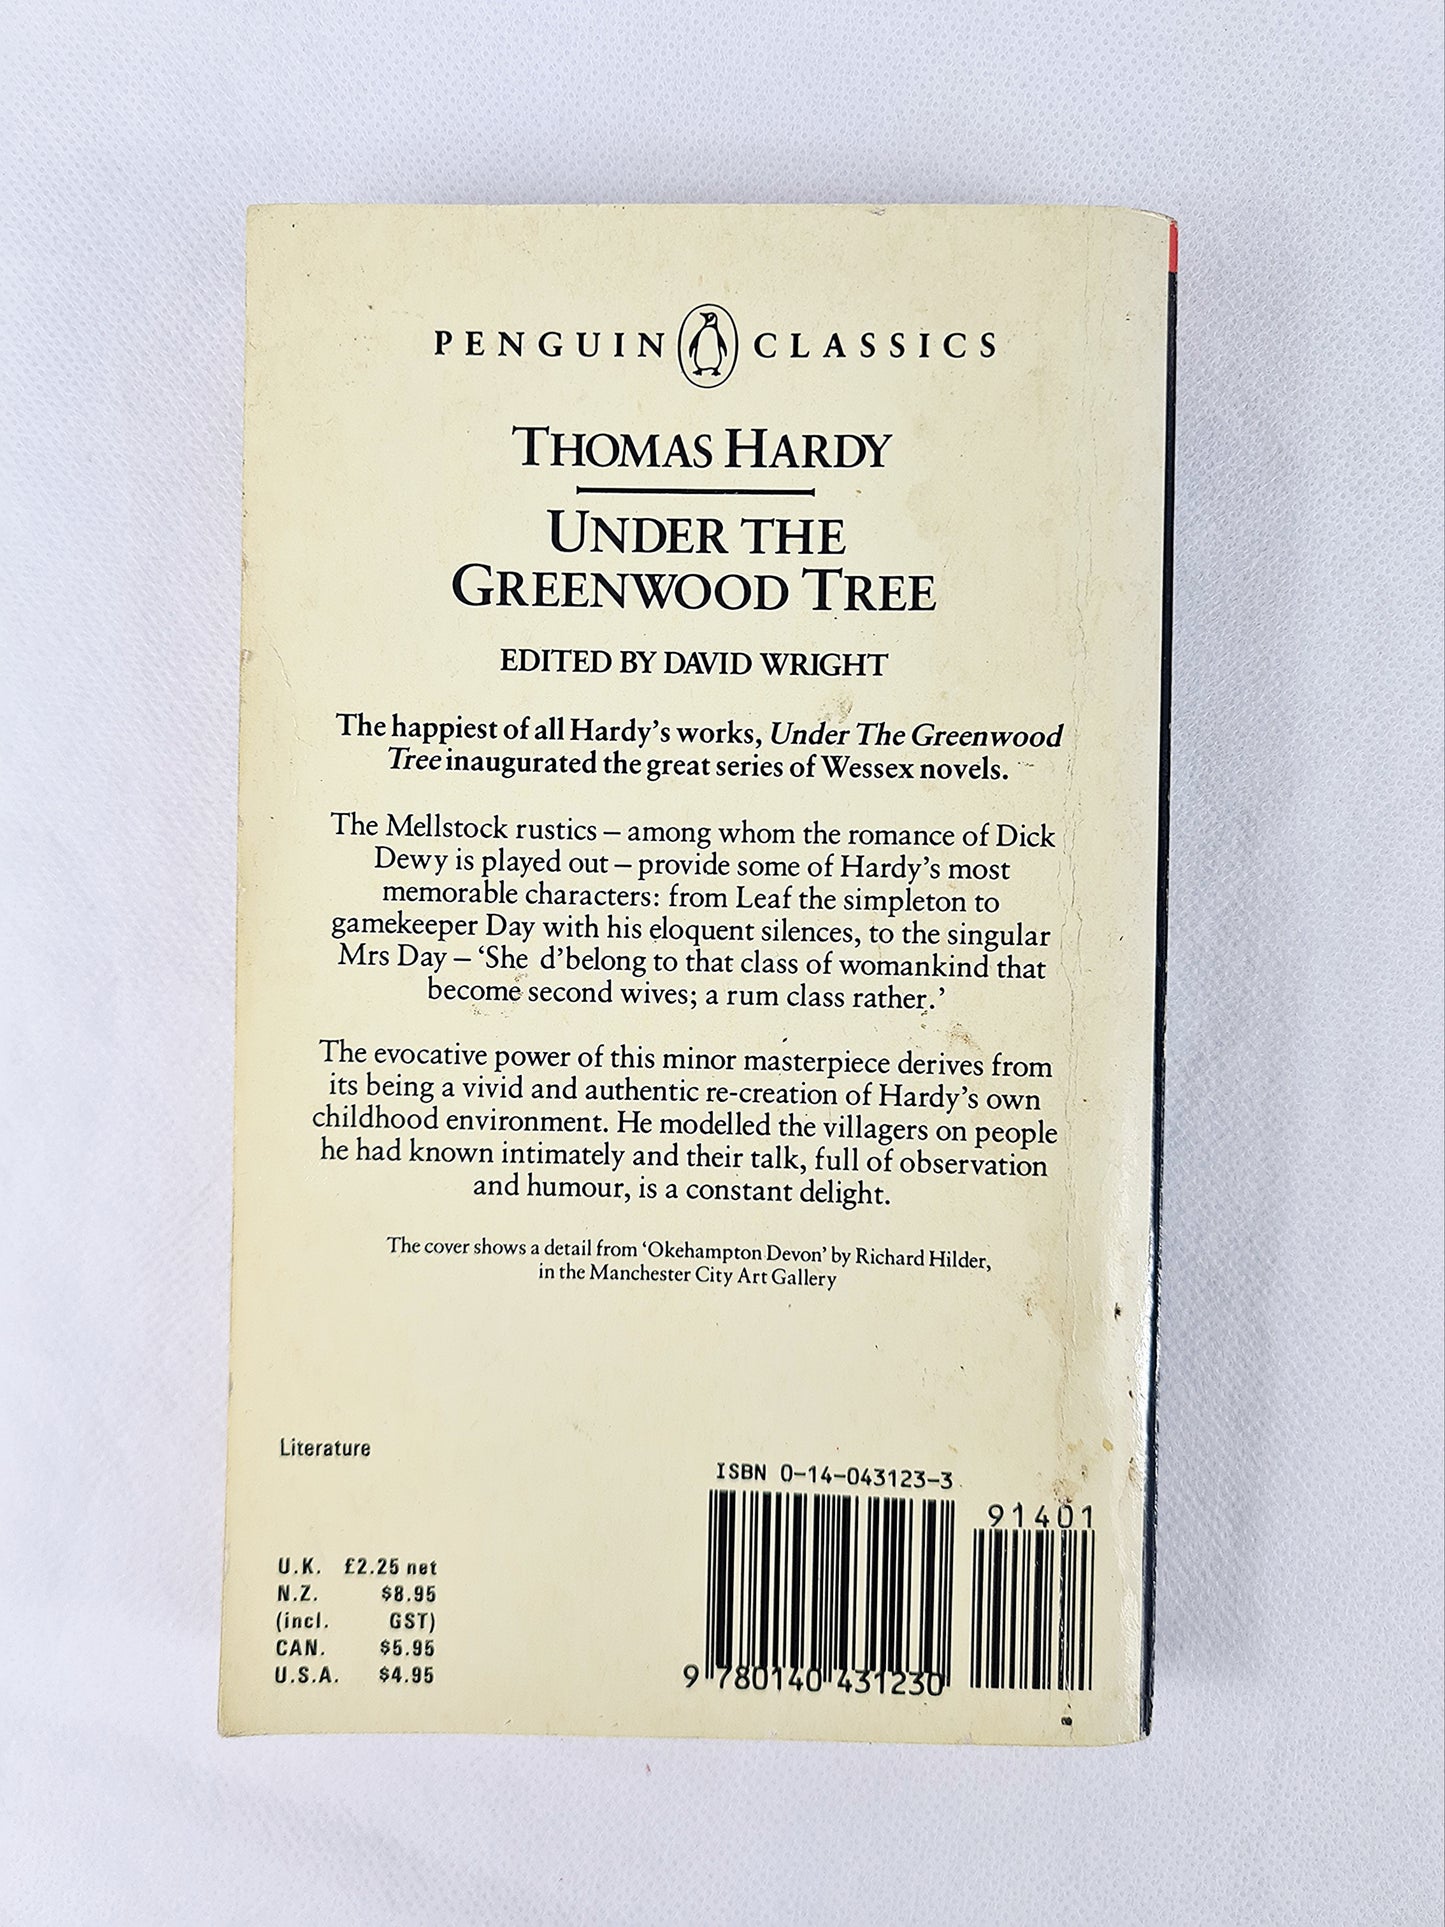 PENGUIN CLASSICS
THOMAS HARDY
UNDER THE
GREENWOOD TREE
EDITED BY DAVID WRIGHT
The happiest of all Hardy's works, Under The Greenwood
Tree inaugurated the great series of Wessex novels.
The Mellstock rustics – among whom the romance of Dick
Dewy is played out – provide some of Hardy's most
memorable characters: from Leaf the simpleton to
gamekeeper Day with his eloquent silences, to the singular
Mrs Day – 'She d'belong to that class of womankind that
become second wives; a rum class rather.'
The evocative power of this minor masterpiece derives from
its being a vivid and authentic re-creation of Hardy's own
childhood environment. He modelled the villagers on people
he had known intimately and their talk, full of observation
and humour, is a constant delight.
The cover shows a detail from 'Okehampton Devon' by Richard Hilder,
in the Manchester City Art Gallery
Literature
ISBN 0-14-043123-3
91401
U.K. £2.25 net
N.Z. $8.95
(incl. GST)
CAN. $5.95
U.S.A. $4.95
9 780140 431230